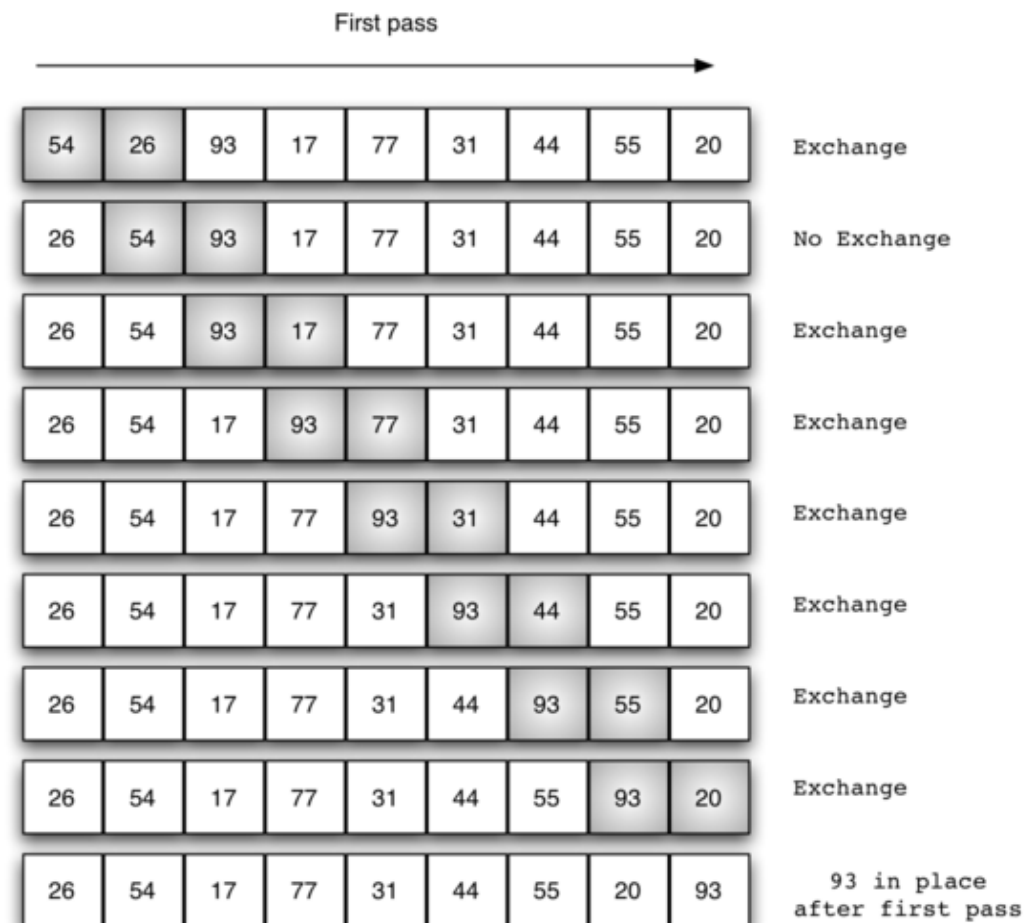 First pass
54 26 93 17 77 31 44 55 20 Exchange
26 54 93 17 77 31 44 55 20 No Exchange
26 54 93 17 77 31 44 55 20 Exchange
26 54 17 93 77 31 44 55 20 Exchange
26 54 17 77 93 31 44 55 20 Exchange
26 54 17 77 31 93 44 55 20 Exchange
26 54 17 77 31 44 93 55 20 Exchange
26 54 17 77 31 44 55 93 20 Exchange
26 54 17 77 31 44 55 20 93 93 in place
after first pass